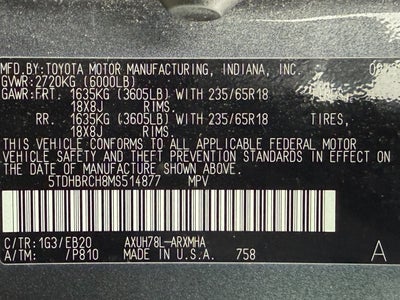 MFD. BY: TOYOTA MOTOR MANUFACTURING, INDIANA, INC.
GVWR: 2720KG (6000LB)
GAWR: FRT. 1635KG (3605LB) WITH 235/65R18
18X8J RIMS.
RR. 1635KG (3605LB) WITH 235/65R18 TIRES,
18X8J RIMS.
THIS VEHICLE CONFORMS TO ALL APPLICABLE FEDERAL MOTOR
VEHICLE SAFETY STANDARDS IN EFFECT ON THE DATE OF
MANUFACTURE SHOWN ABOVE.
5TDHBRCH8MS514877 MPV
C/TR: 1G3/EB20 AXUH78L-ARXMHA
A/TM: /P810 MADE IN U.S.A. 758 A